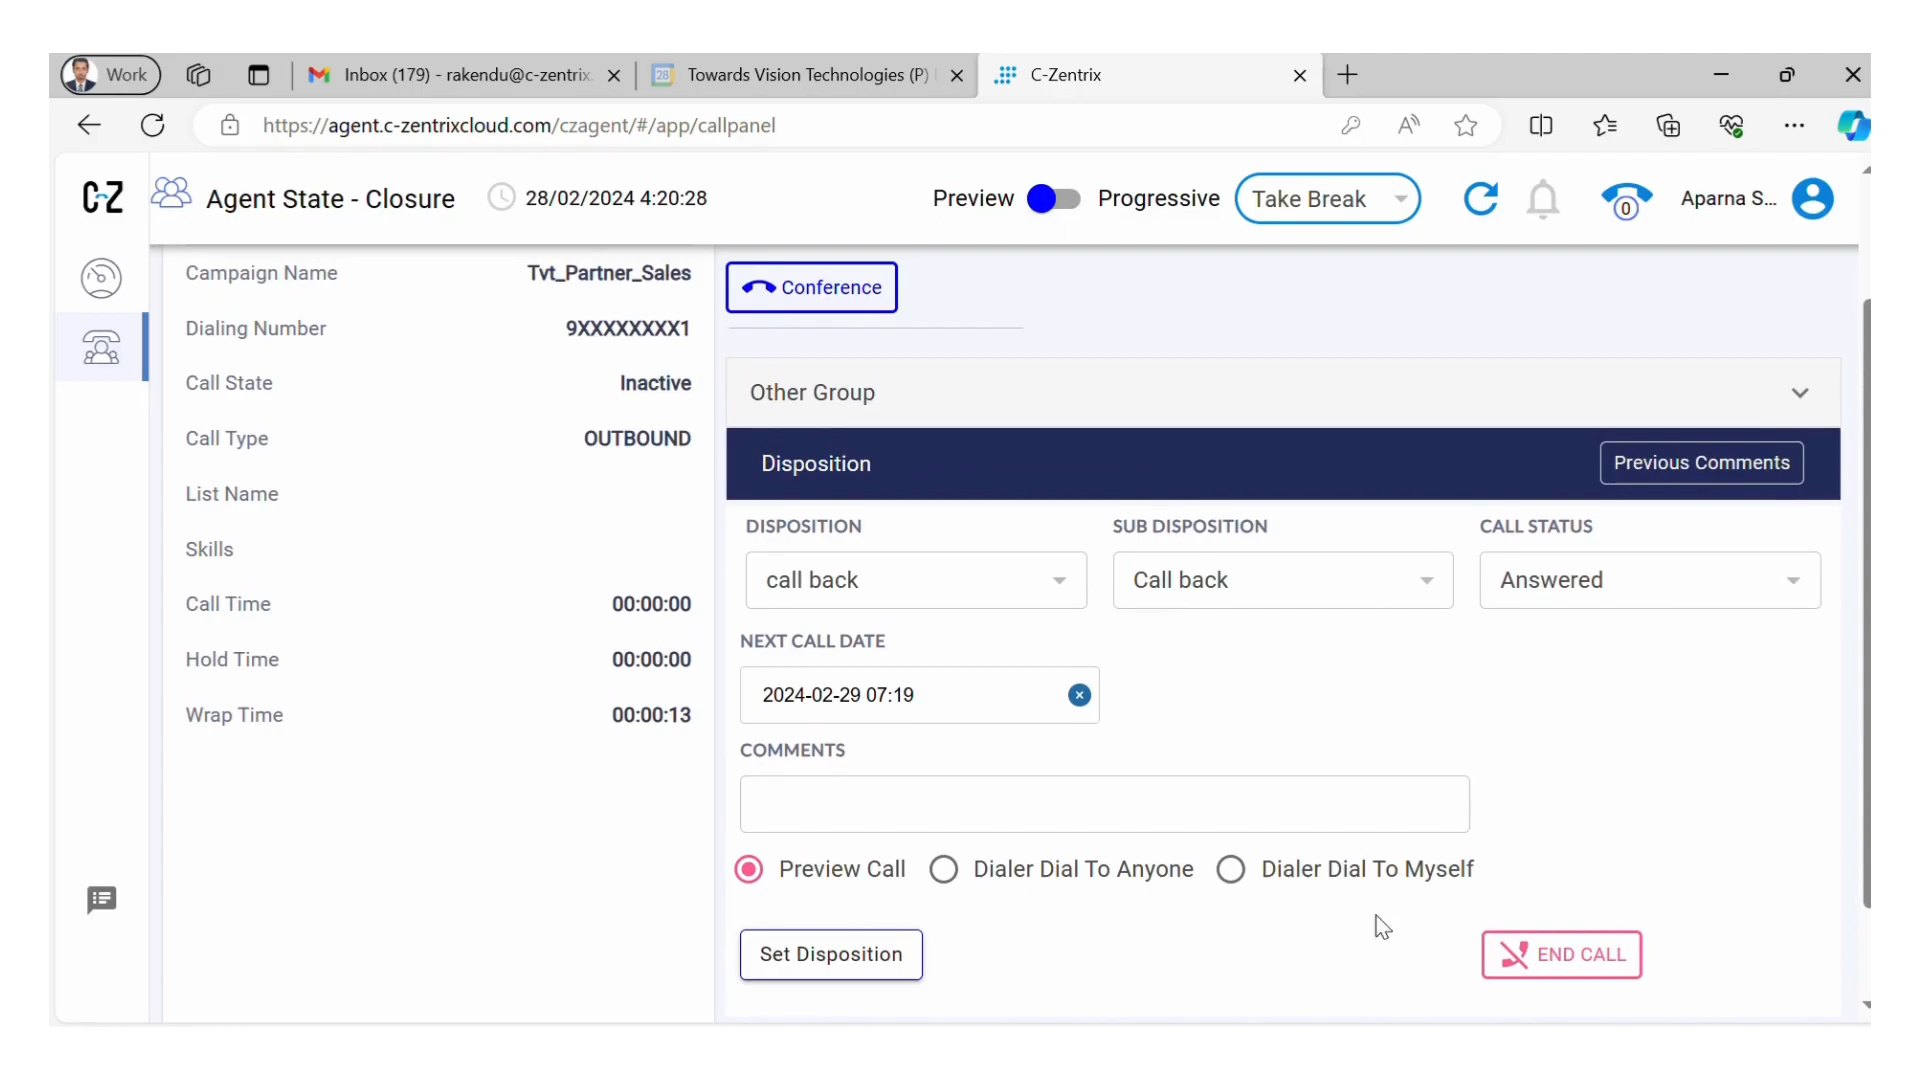 Work
Inbox (179) - rakendu@c-zentrix.
28
Towards Vision Technologies (P)
C-Zentrix
https://agent.c-zentrixcloud.com/czagent/#/app/callpanel
C-Z
Agent State - Closure
28/02/2024 4:20:28
Preview
Progressive
Take Break
0
Aparna S...
Campaign Name Tvt_Partner_Sales
Dialing Number 9XXXXXXXX1
Call State Inactive
Call Type OUTBOUND
List Name
Skills
Call Time 00:00:00
Hold Time 00:00:00
Wrap Time 00:00:13
Conference
Other Group
Disposition
Previous Comments
DISPOSITION SUB DISPOSITION CALL STATUS
call back Call back Answered
NEXT CALL DATE
2024-02-29 07:19
COMMENTS
Preview Call Dialer Dial To Anyone Dialer Dial To Myself
Set Disposition
END CALL